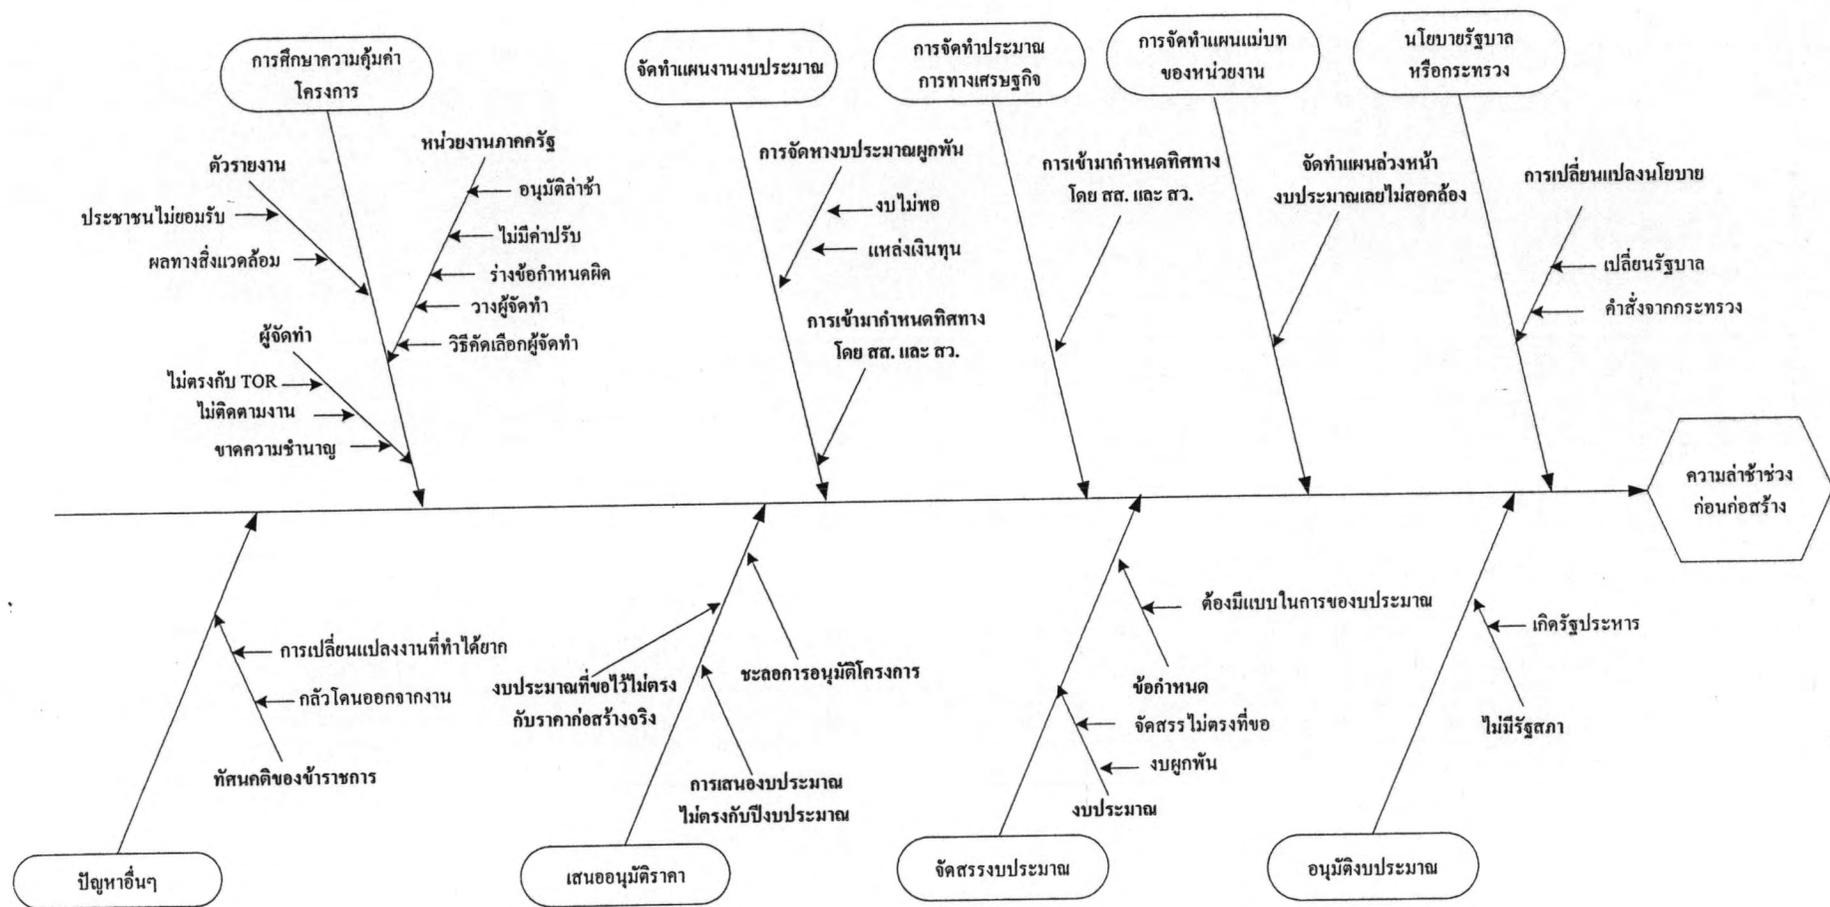 การศึกษาความคุ้มค่า
โครงการ
จัดทำแผนงานงบประมาณ
การจัดทำประมาณ
การทางเศรษฐกิจ
การจัดทำแผนแม่บท
ของหน่วยงาน
นโยบายรัฐบาล
หรือกระทรวง
ตัวรายงาน
ประชาชนไม่ยอมรับ
ผลทางสิ่งแวดล้อม
หน่วยงานภาครัฐ
อนุมัติล่าช้า
ไม่มีค่าปรับ
ร่างข้อกำหนดผิด
วางผู้จัดทำ
วิธีคัดเลือกผู้จัดทำ
ผู้จัดทำ
ไม่ตรงกับ TOR
ไม่ติดตามงาน
ขาดความชำนาญ
การจัดหางบประมาณผูกพัน
งบไม่พอ
แหล่งเงินทุน
การเข้ามากำหนดทิศทาง
โดย สส. และ สว.
การเข้ามากำหนดทิศทาง
โดย สส. และ สว.
จัดทำแผนล่วงหน้า
งบประมาณเลยไม่สอคล้อง
การเปลี่ยนแปลงนโยบาย
เปลี่ยนรัฐบาล
คำสั่งจากกระทรวง
ความล่าช้าช่วง
ก่อนก่อสร้าง
การเปลี่ยนแปลงงานที่ทำได้ยาก
กลัวโดนออกจากงาน
ทัศนคติของข้าราชการ
งบประมาณที่ขอไว้ไม่ตรง
กับราคาก่อสร้างจริง
ชะลอการอนุมัติโครงการ
การเสนองบประมาณ
ไม่ตรงกับปีงบประมาณ
ต้องมีแบบในการของบประมาณ
ข้อกำหนด
จัดสรรไม่ตรงที่ขอ
งบผูกพัน
งบประมาณ
เกิดรัฐประหาร
ไม่มีรัฐสภา
ปัญหาอื่นๆ
เสนออนุมัติราคา
จัดสรรงบประมาณ
อนุมัติงบประมาณ